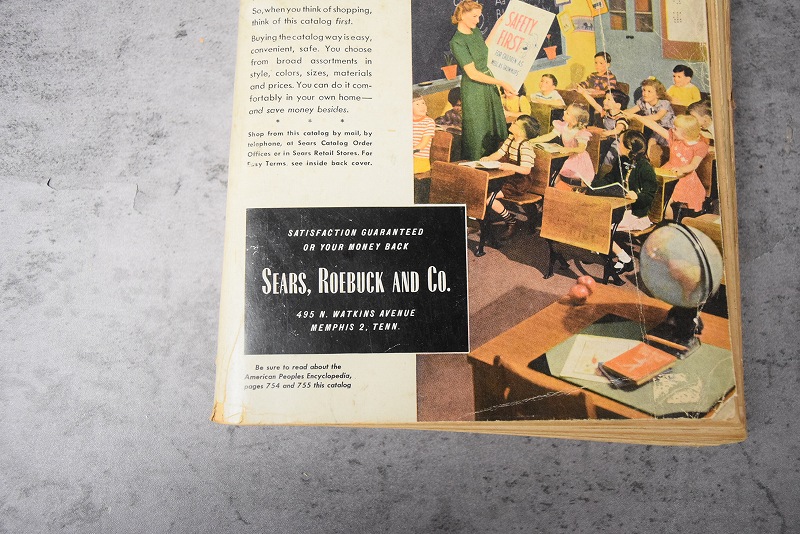 So, when you think of shopping,
think of this catalog first.
Buying the catalog way is easy,
convenient, safe. You choose
from broad assortments in
style, colors, sizes, materials
and prices. You can do it com-
fortably in your own home—
and save money besides.
* * *
Shop from this catalog by mail, by
telephone, at Sears Catalog Order
Offices or in Sears Retail Stores. For
Easy Terms, see inside back cover.
SATISFACTION GUARANTEED
OR YOUR MONEY BACK
SEARS, ROEBUCK AND CO.
495 N. WATKINS AVENUE
MEMPHIS 2, TENN.
Be sure to read about the
American Peoples Encyclopedia,
pages 754 and 755 this catalog
SAFETY
FIRST